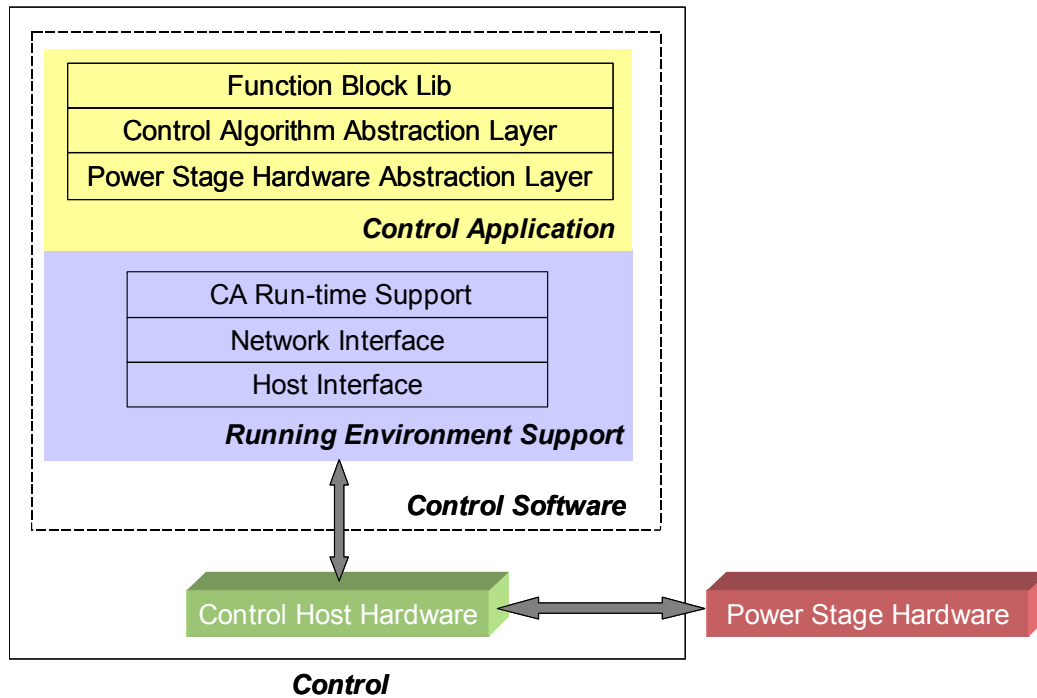 Function Block Lib
Control Algorithm Abstraction Layer
Power Stage Hardware Abstraction Layer
Control Application
CA Run-time Support
Network Interface
Host Interface
Running Environment Support
Control Software
Control Host Hardware
Power Stage Hardware
Control